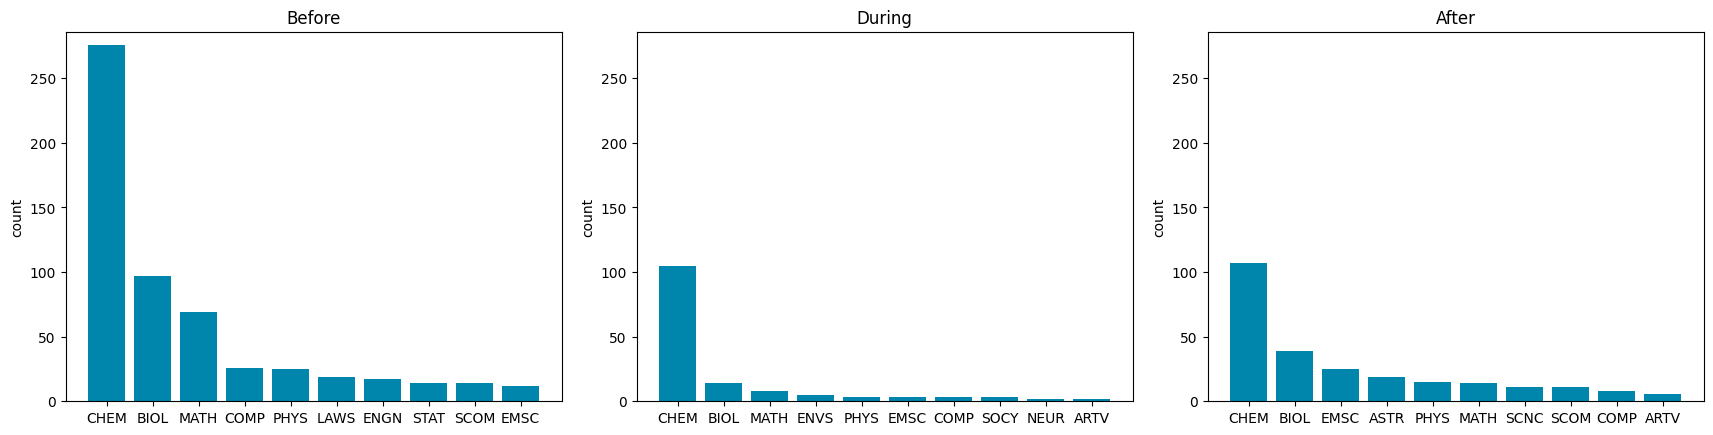 Before
count
250
200
150
100
50
0
CHEM BIOL MATH COMP PHYS LAWS ENGN STAT SCOM EMSC
During
count
250
200
150
100
50
0
CHEM BIOL MATH ENVS PHYS EMSC COMP SOCY NEUR ARTV
After
count
250
200
150
100
50
0
CHEM BIOL EMSC ASTR PHYS MATH SCNC SCOM COMP ARTV